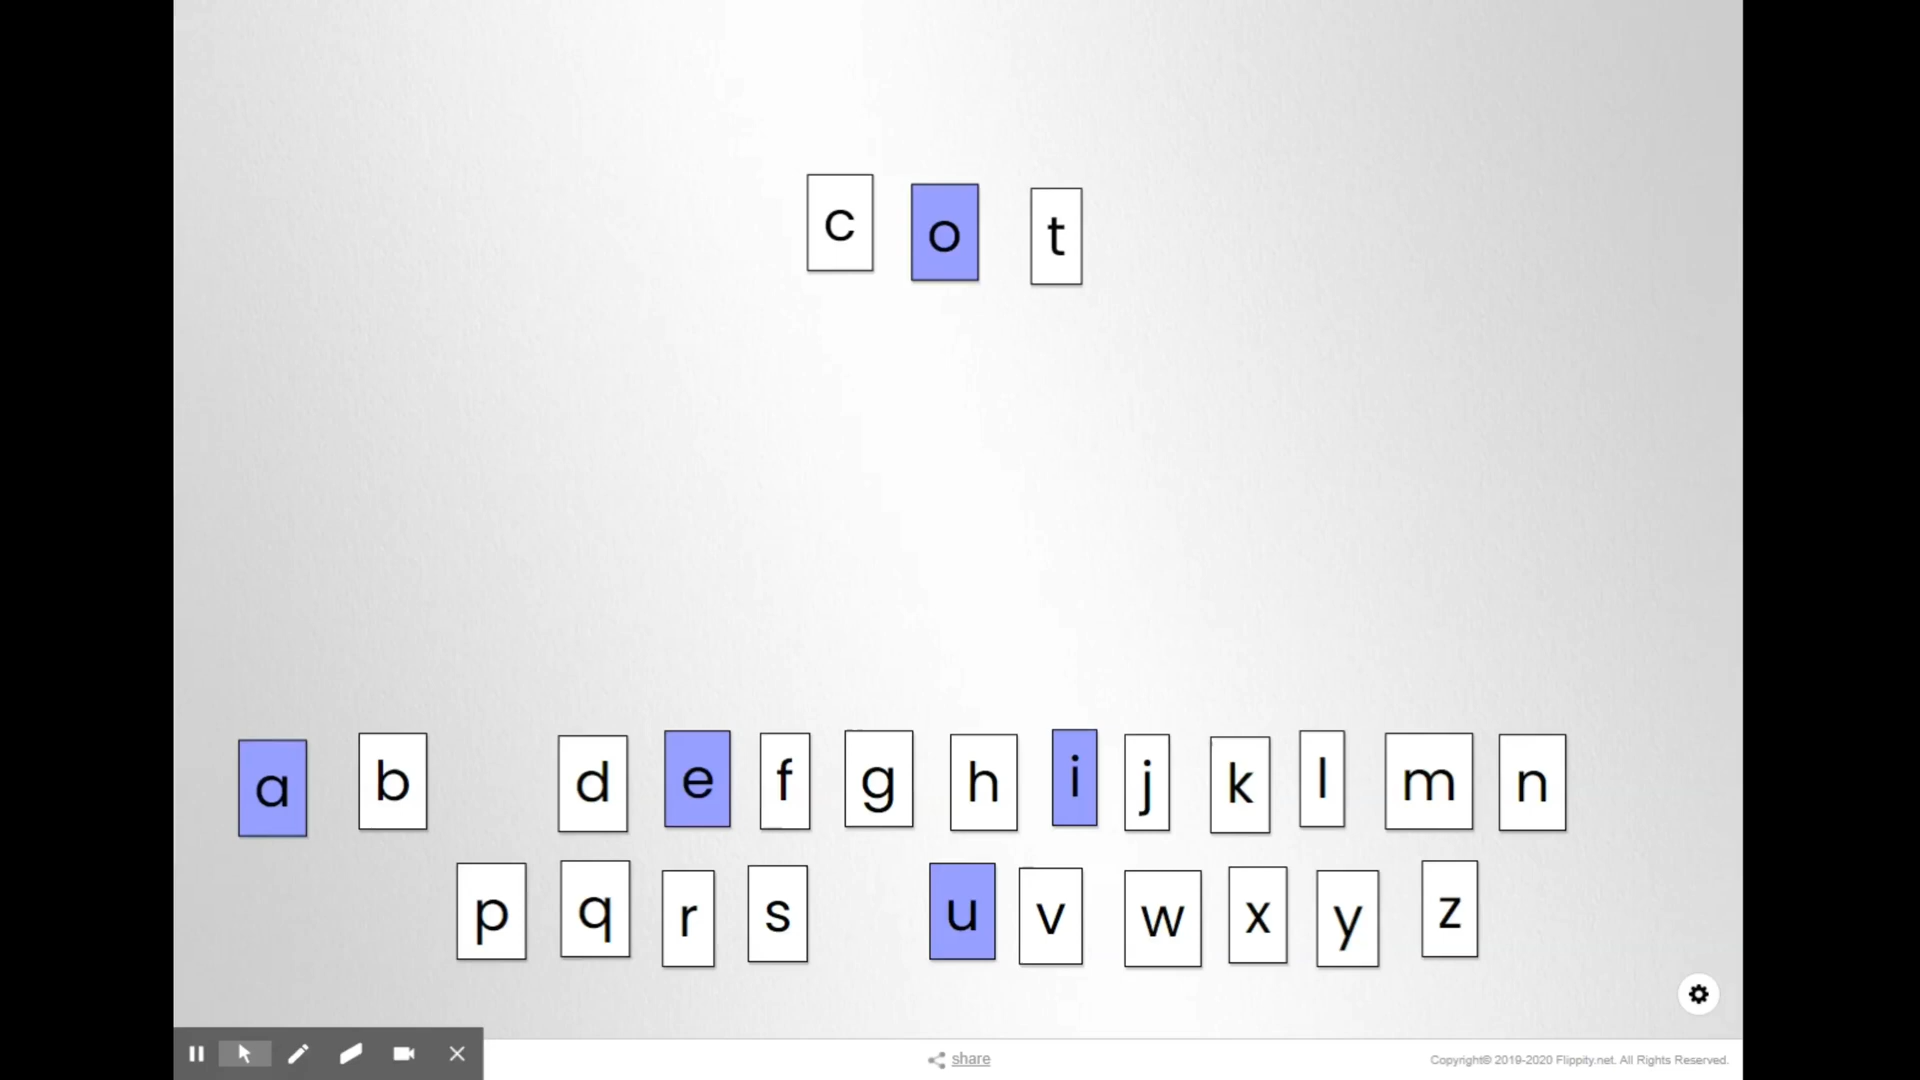 c o t
a b d e f g h i j k l m n
p q r s u v w x y z
share
Copyright© 2019-2020 Flippity.net. All Rights Reserved.